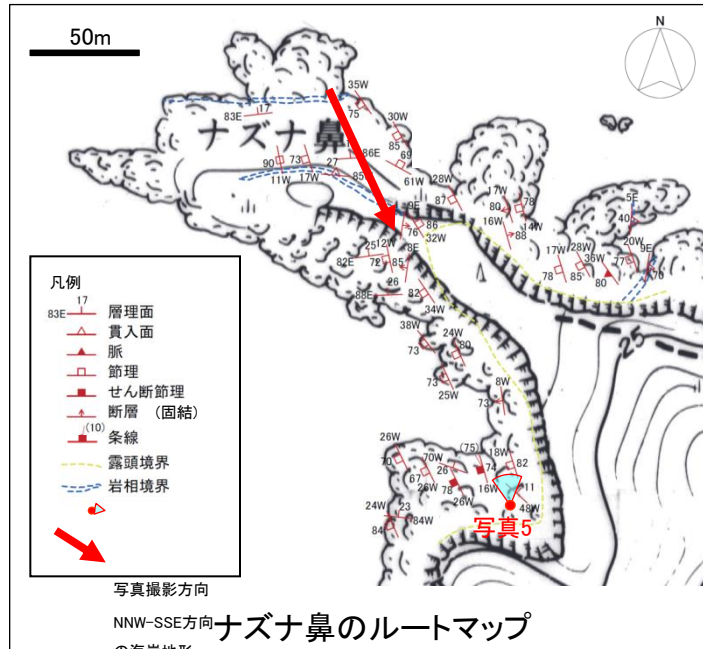 50m
N
35W
75
17
83E
30W
85
69
ナズナ鼻
86E
90
73
27
85
11W
17W
61W
28W
87
17W
80
78
16W
14W
88
5E
40
9E
86
76
32W
8E
12W
25
82E
72
85
26
88E
82
34W
17W
28W
36W
20W
9E
78
85
80
77
70
25
38W
73
24W
80
73
25W
8W
73
26W
70
70W
67
26W
26
78
26W
(75)
74
18W
82
16W
11
48W
24W
23
84W
84
写真5
凡例
17
83E
層理面
貫入面
脈
節理
せん断節理
断層 (固結)
(10)
条線
露頭境界
岩相境界
写真撮影方向
NNW-SSE方向
ナズナ鼻のルートマップ